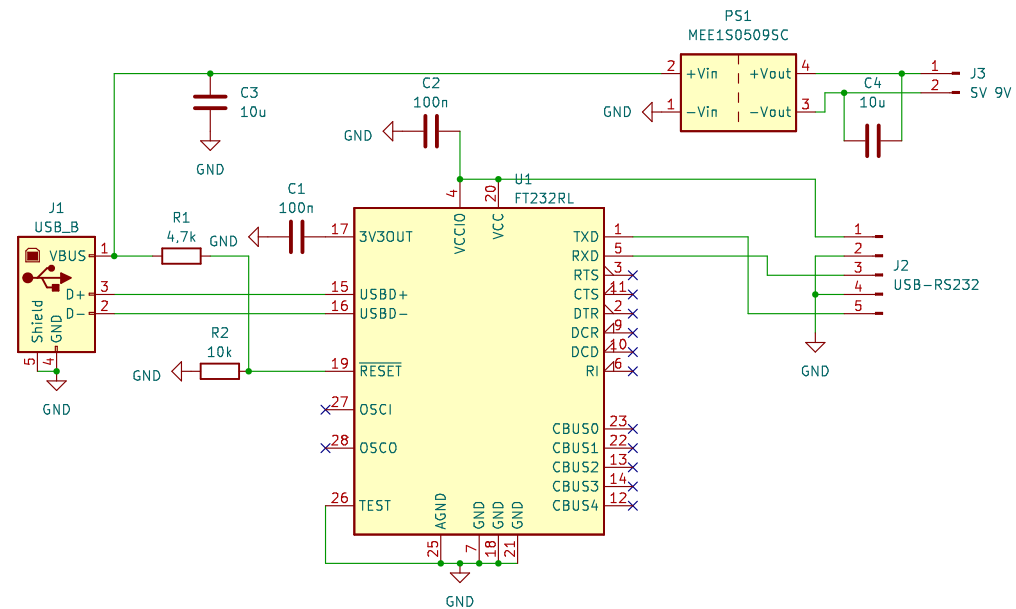 PS1
MEE1S0509SC
2 +Vin +Vout 4 1 J3
2 5V 9V
GND 1 -Vin -Vout 3
C4
10u
C3
10u
GND
C2
100n
GND
U1
FT232RL
4 20
VCCIO VCC
J1
USB_B
VBUS 1
D+ 3
D- 2
Shield GND
5 4
GND
R1
4,7k
C1
100n
GND
R2
10k
GND
17 3V3OUT
15 USBD+
16 USBD-
19 RESET
27 OSCI
28 OSCO
26 TEST
TXD 1
RXD 5
RTS 3
CTS 11
DTR 2
DCR 9
DCD 10
RI 6
CBUS0 23
CBUS1 22
CBUS2 13
CBUS3 14
CBUS4 12
AGND GND GND GND
25 7 18 21
GND
1
2
3
4
5
J2
USB-RS232
GND